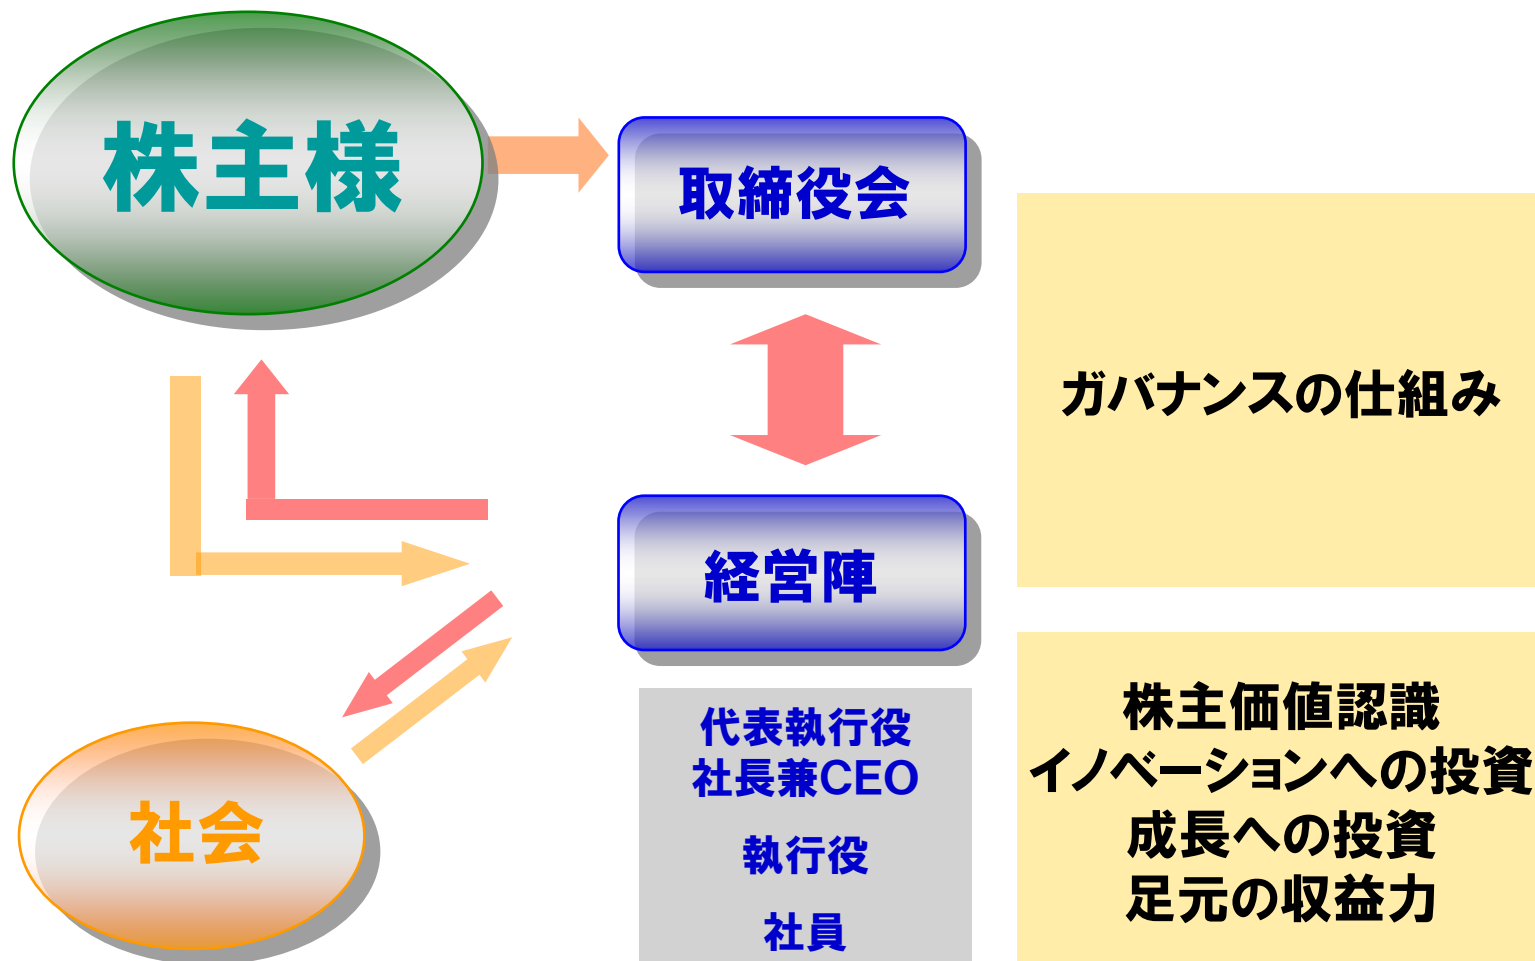 株主様
取締役会
ガバナンスの仕組み
経営陣
代表執行役
社長兼CEO
執行役
社員
社会
株主価値認識
イノベーションへの投資
成長への投資
足元の収益力